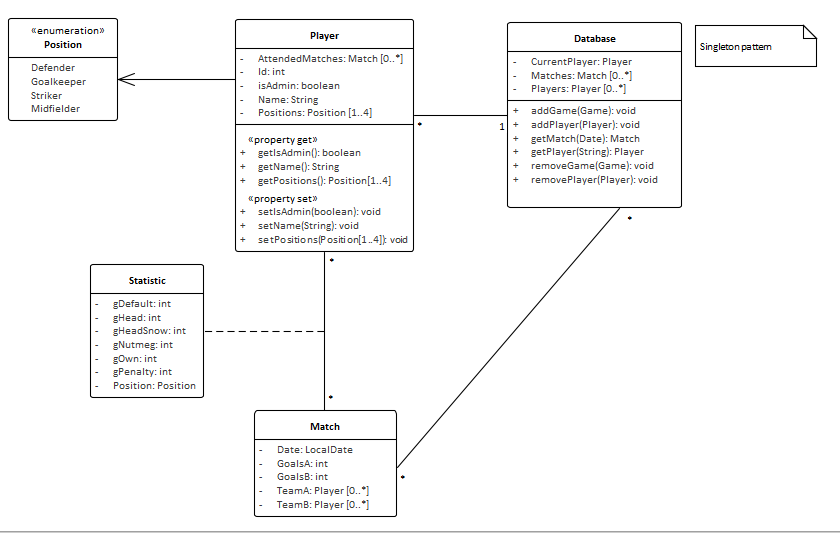 «enumeration»
Position
Defender
Goalkeeper
Striker
Midfielder
Player
- AttendedMatches: Match [0..*]
- Id: int
- isAdmin: boolean
- Name: String
- Positions: Position [1..4]
«property get»
+ getIsAdmin(): boolean
+ getName(): String
+ getPositions(): Position[1..4]
«property set»
+ setIsAdmin(boolean): void
+ setName(String): void
+ setPositions(Position[1..4]): void
Database
- CurrentPlayer: Player
- Matches: Match [0..*]
- Players: Player [0..*]
+ addGame(Game): void
+ addPlayer(Player): void
+ getMatch(Date): Match
+ getPlayer(String): Player
+ removeGame(Game): void
+ removePlayer(Player): void
Singleton pattern
*
1
*
*
Statistic
- gDefault: int
- gHead: int
- gHeadSnow: int
- gNutmeg: int
- gOwn: int
- gPenalty: int
- Position: Position
*
Match
- Date: LocalDate
- GoalsA: int
- GoalsB: int
- TeamA: Player [0..*]
- TeamB: Player [0..*]
*